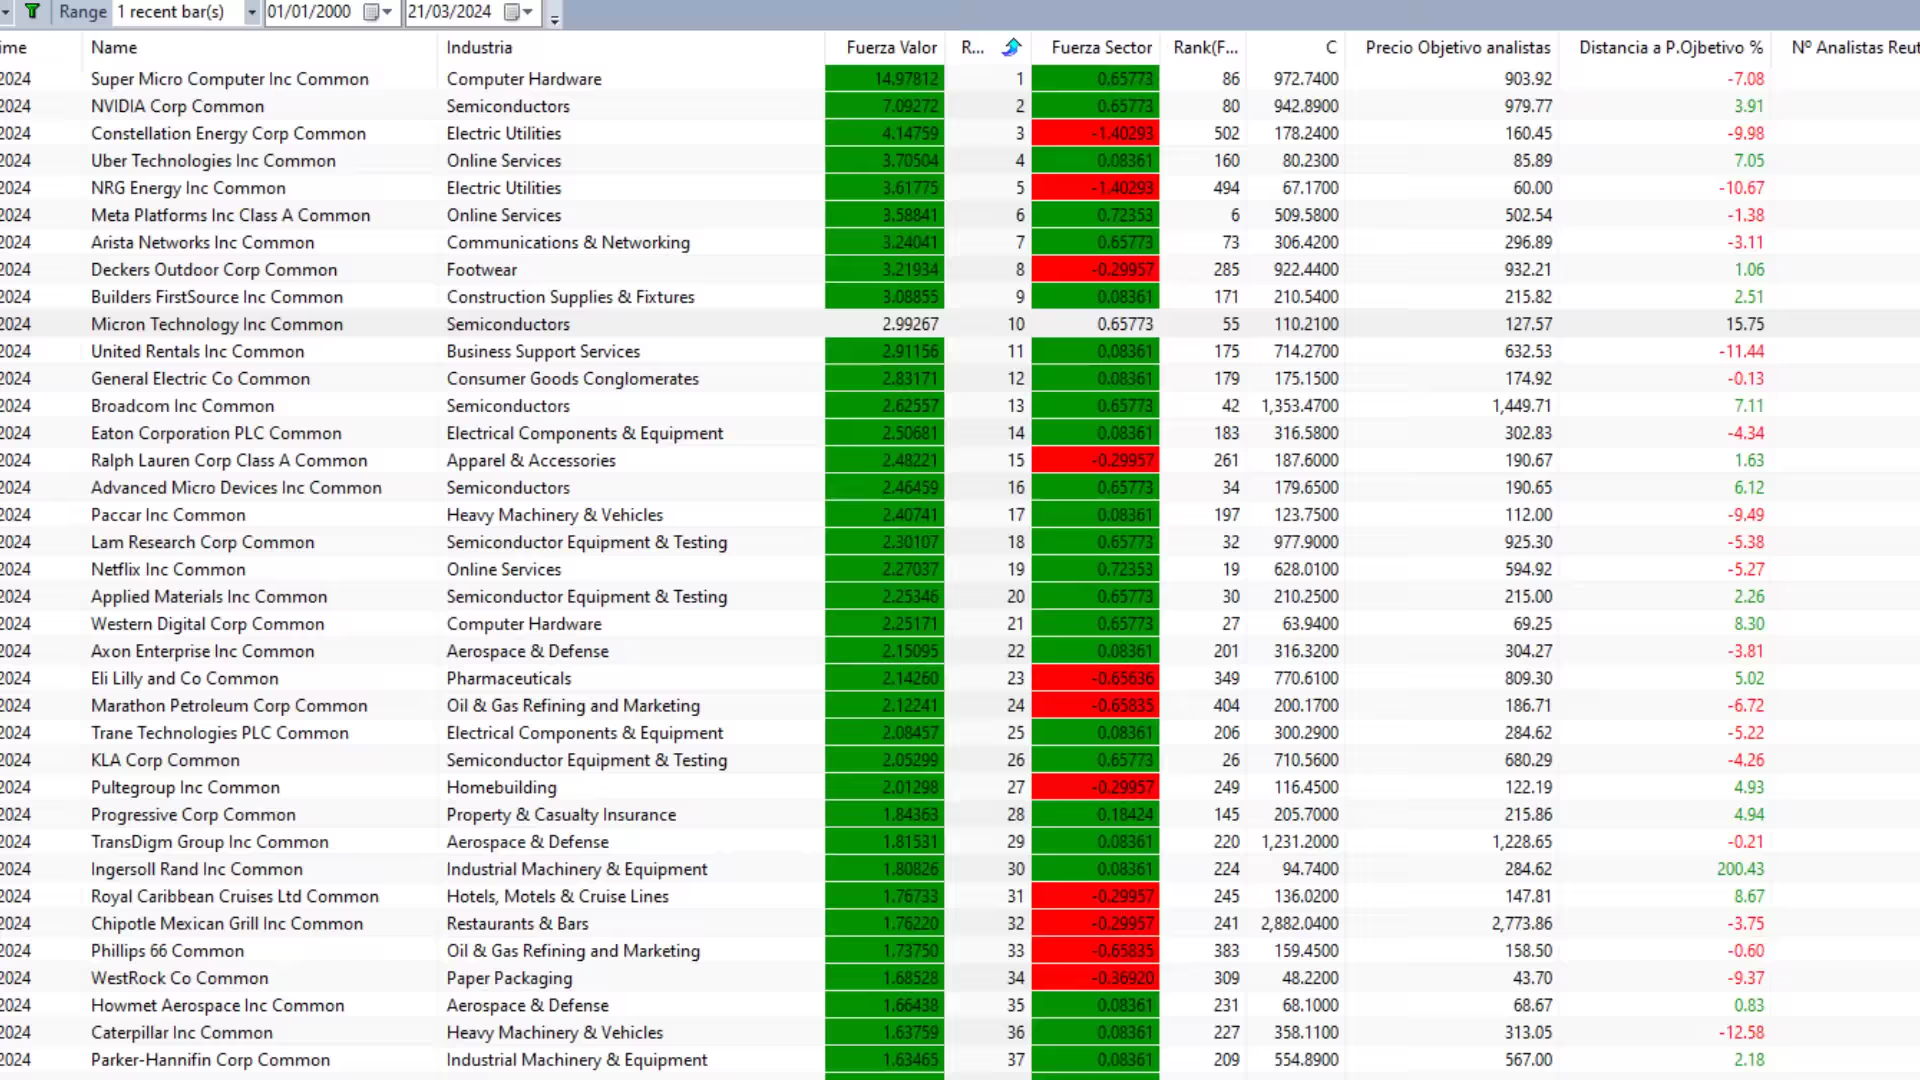 Range 1 recent bar(s) 01/01/2000 21/03/2024
ime Name Industria Fuerza Valor R... Fuerza Sector Rank(F... C Precio Objetivo analistas Distancia a P.Ojbetivo % Nº Analistas Reut
2024 Super Micro Computer Inc Common Computer Hardware 14.97812 1 0.65773 86 972.7400 903.92 -7.08
2024 NVIDIA Corp Common Semiconductors 7.09272 2 0.65773 80 942.8900 979.77 3.91
2024 Constellation Energy Corp Common Electric Utilities 4.14759 3 -1.40293 502 178.2400 160.45 -9.98
2024 Uber Technologies Inc Common Online Services 3.70504 4 0.08361 160 80.2300 85.89 7.05
2024 NRG Energy Inc Common Electric Utilities 3.61775 5 -1.40293 494 67.1700 60.00 -10.67
2024 Meta Platforms Inc Class A Common Online Services 3.58841 6 0.72353 6 509.5800 502.54 -1.38
2024 Arista Networks Inc Common Communications & Networking 3.24041 7 0.65773 73 306.4200 296.89 -3.11
2024 Deckers Outdoor Corp Common Footwear 3.21934 8 -0.29957 285 922.4400 932.21 1.06
2024 Builders FirstSource Inc Common Construction Supplies & Fixtures 3.08855 9 0.08361 171 210.5400 215.82 2.51
2024 Micron Technology Inc Common Semiconductors 2.99267 10 0.65773 55 110.2100 127.57 15.75
2024 United Rentals Inc Common Business Support Services 2.91156 11 0.08361 175 714.2700 632.53 -11.44
2024 General Electric Co Common Consumer Goods Conglomerates 2.83171 12 0.08361 179 175.1500 174.92 -0.13
2024 Broadcom Inc Common Semiconductors 2.62557 13 0.65773 42 1,353.4700 1,449.71 7.11
2024 Eaton Corporation PLC Common Electrical Components & Equipment 2.50681 14 0.08361 183 316.5800 302.83 -4.34
2024 Ralph Lauren Corp Class A Common Apparel & Accessories 2.48221 15 -0.29957 261 187.6000 190.67 1.63
2024 Advanced Micro Devices Inc Common Semiconductors 2.46459 16 0.65773 34 179.6500 190.65 6.12
2024 Paccar Inc Common Heavy Machinery & Vehicles 2.40741 17 0.08361 197 123.7500 112.00 -9.49
2024 Lam Research Corp Common Semiconductor Equipment & Testing 2.30107 18 0.65773 32 977.9000 925.30 -5.38
2024 Netflix Inc Common Online Services 2.27037 19 0.72353 19 628.0100 594.92 -5.27
2024 Applied Materials Inc Common Semiconductor Equipment & Testing 2.25346 20 0.65773 30 210.2500 215.00 2.26
2024 Western Digital Corp Common Computer Hardware 2.25171 21 0.65773 27 63.9400 69.25 8.30
2024 Axon Enterprise Inc Common Aerospace & Defense 2.15095 22 0.08361 201 316.3200 304.27 -3.81
2024 Eli Lilly and Co Common Pharmaceuticals 2.14260 23 -0.65636 349 770.6100 809.30 5.02
2024 Marathon Petroleum Corp Common Oil & Gas Refining and Marketing 2.12241 24 -0.65835 404 200.1700 186.71 -6.72
2024 Trane Technologies PLC Common Electrical Components & Equipment 2.08457 25 0.08361 206 300.2900 284.62 -5.22
2024 KLA Corp Common Semiconductor Equipment & Testing 2.05299 26 0.65773 26 710.5600 680.29 -4.26
2024 Pultegroup Inc Common Homebuilding 2.01298 27 -0.29957 249 116.4500 122.19 4.93
2024 Progressive Corp Common Property & Casualty Insurance 1.84363 28 0.18424 145 205.7000 215.86 4.94
2024 TransDigm Group Inc Common Aerospace & Defense 1.81531 29 0.08361 220 1,231.2000 1,228.65 -0.21
2024 Ingersoll Rand Inc Common Industrial Machinery & Equipment 1.80826 30 0.08361 224 94.7400 284.62 200.43
2024 Royal Caribbean Cruises Ltd Common Hotels, Motels & Cruise Lines 1.76733 31 -0.29957 245 136.0200 147.81 8.67
2024 Chipotle Mexican Grill Inc Common Restaurants & Bars 1.76220 32 -0.29957 241 2,882.0400 2,773.86 -3.75
2024 Phillips 66 Common Oil & Gas Refining and Marketing 1.73750 33 -0.65835 383 159.4500 158.50 -0.60
2024 WestRock Co Common Paper Packaging 1.68528 34 -0.36920 309 48.2200 43.70 -9.37
2024 Howmet Aerospace Inc Common Aerospace & Defense 1.66438 35 0.08361 231 68.1000 68.67 0.83
2024 Caterpillar Inc Common Heavy Machinery & Vehicles 1.63759 36 0.08361 227 358.1100 313.05 -12.58
2024 Parker-Hannifin Corp Common Industrial Machinery & Equipment 1.63465 37 0.08361 209 554.8900 567.00 2.18